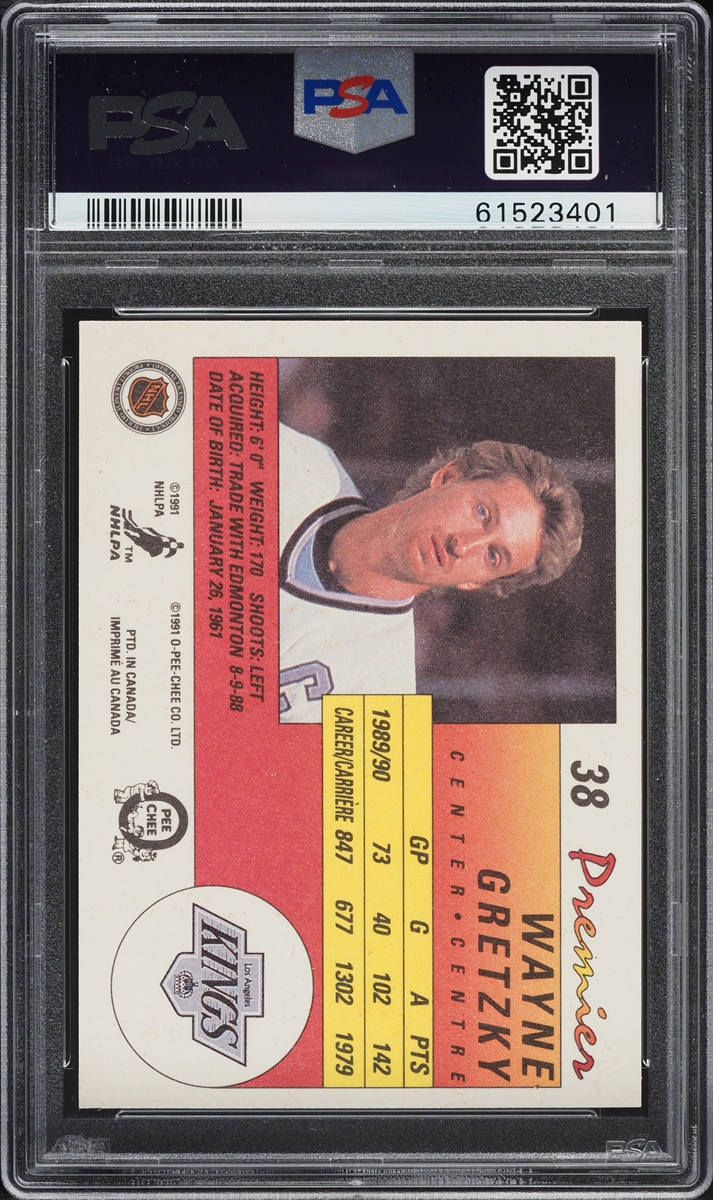 PSA
PSA
61523401
38 Premier
WAYNE
GRETZKY
CENTER • CENTRE
GP G A PTS
1989/90 73 40 102 142
CAREER/CARRIÈRE 847 677 1302 1979
HEIGHT: 6' 0" WEIGHT: 170 SHOOTS: LEFT
ACQUIRED: TRADE WITH EDMONTON 8-9-88
DATE OF BIRTH: JANUARY 26, 1961
C
Los Angeles
KINGS
NHL
©1991
NHLPA
TM
NHLPA
©1991 O-PEE-CHEE CO. LTD.
PTD. IN CANADA/
IMPRIMÉ AU CANADA
O
PEE
CHEE
®
PSA